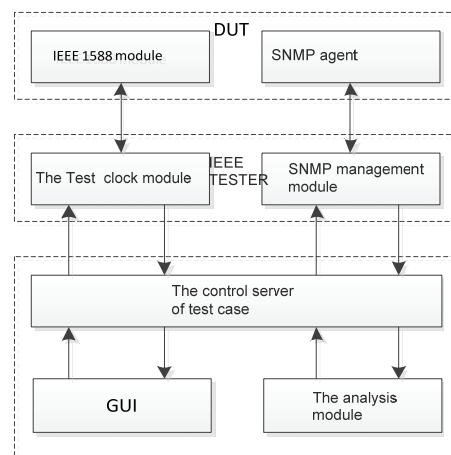 DUT
IEEE 1588 module
SNMP agent
The Test clock module
IEEE
TESTER
SNMP management
module
The control server
of test case
GUI
The analysis
module